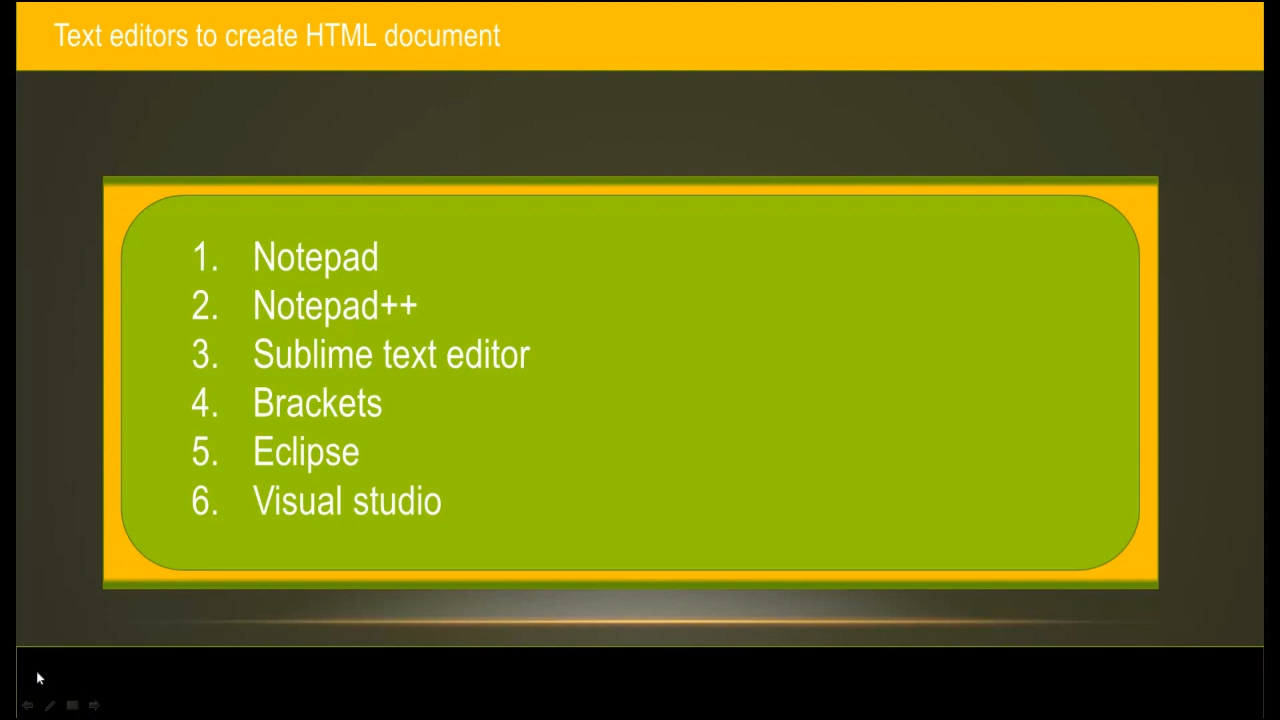 Text editors to create HTML document
1. Notepad
2. Notepad++
3. Sublime text editor
4. Brackets
5. Eclipse
6. Visual studio